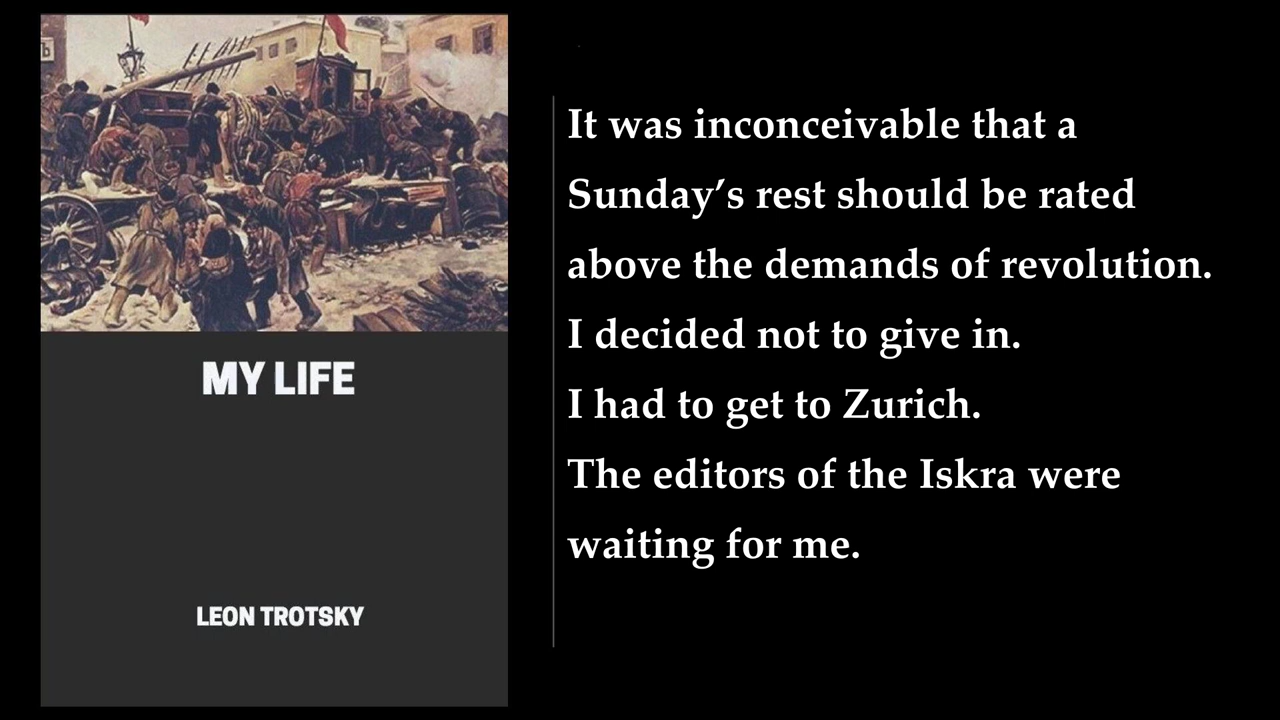 MY LIFE
LEON TROTSKY
It was inconceivable that a
Sunday’s rest should be rated
above the demands of revolution.
I decided not to give in.
I had to get to Zurich.
The editors of the Iskra were
waiting for me.